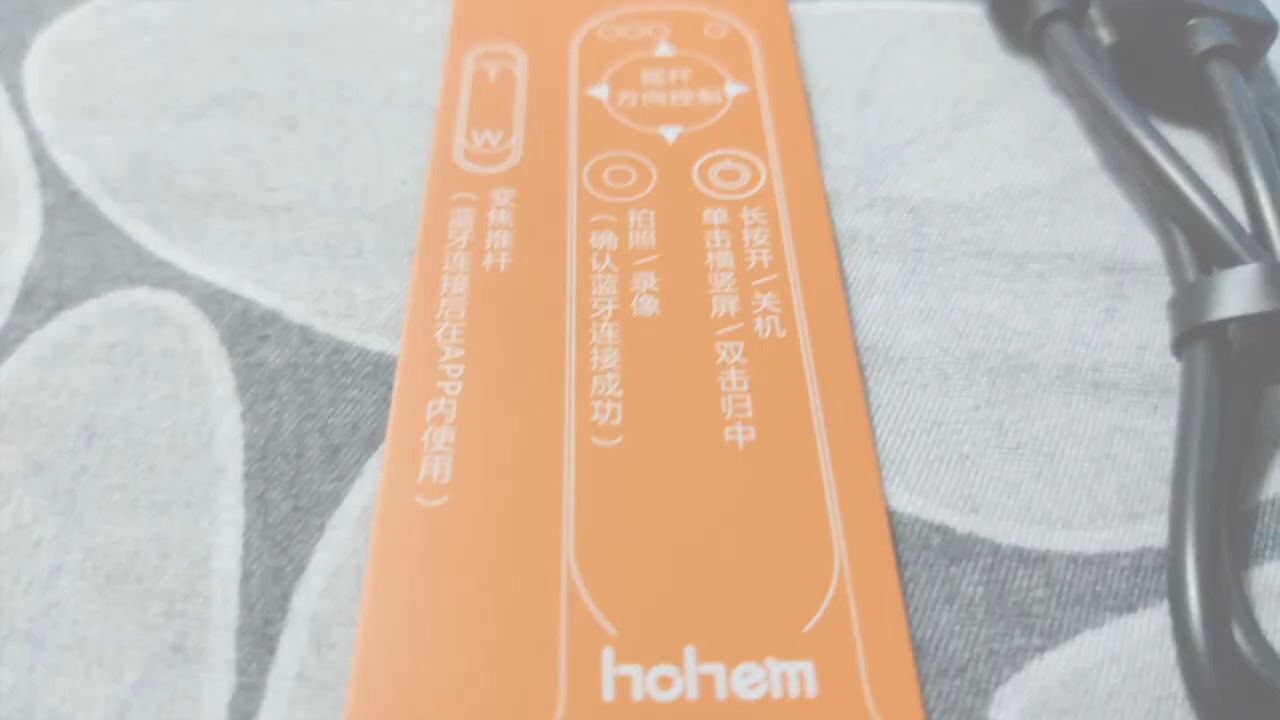 摇杆
方向控制
T
W
变焦推杆
（蓝牙连接后在APP内使用）
拍照/录像
（确认蓝牙连接成功）
长按开/关机
单击横竖屏/双击归中
hohem